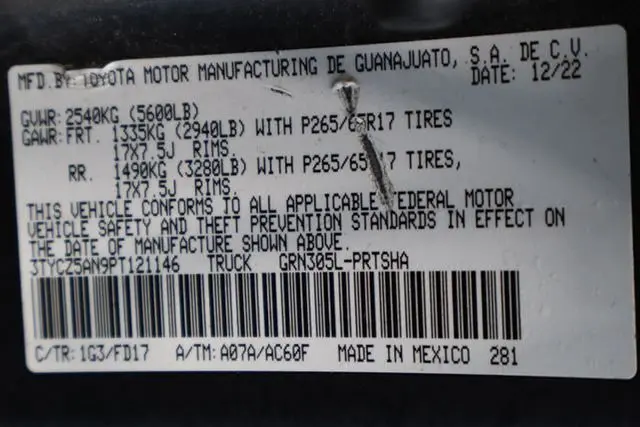 MFD. BY: TOYOTA MOTOR MANUFACTURING DE GUANAJUATO, S.A. DE C.V.
DATE: 12/22
GVWR: 2540KG (5600LB)
GAWR: FRT. 1335KG (2940LB) WITH P265/65R17 TIRES
17X7.5J RIMS.
RR. 1490KG (3280LB) WITH P265/65 17 TIRES,
17X7.5J RIMS.
THIS VEHICLE CONFORMS TO ALL APPLICABLE FEDERAL MOTOR
VEHICLE SAFETY AND THEFT PREVENTION STANDARDS IN EFFECT ON
THE DATE OF MANUFACTURE SHOWN ABOVE.
3TYCZ5AN9PT121146 TRUCK GRN305L-PRTSHA
C/TR: 1G3/FD17 A/TM: A07A/AC60F MADE IN MEXICO 281